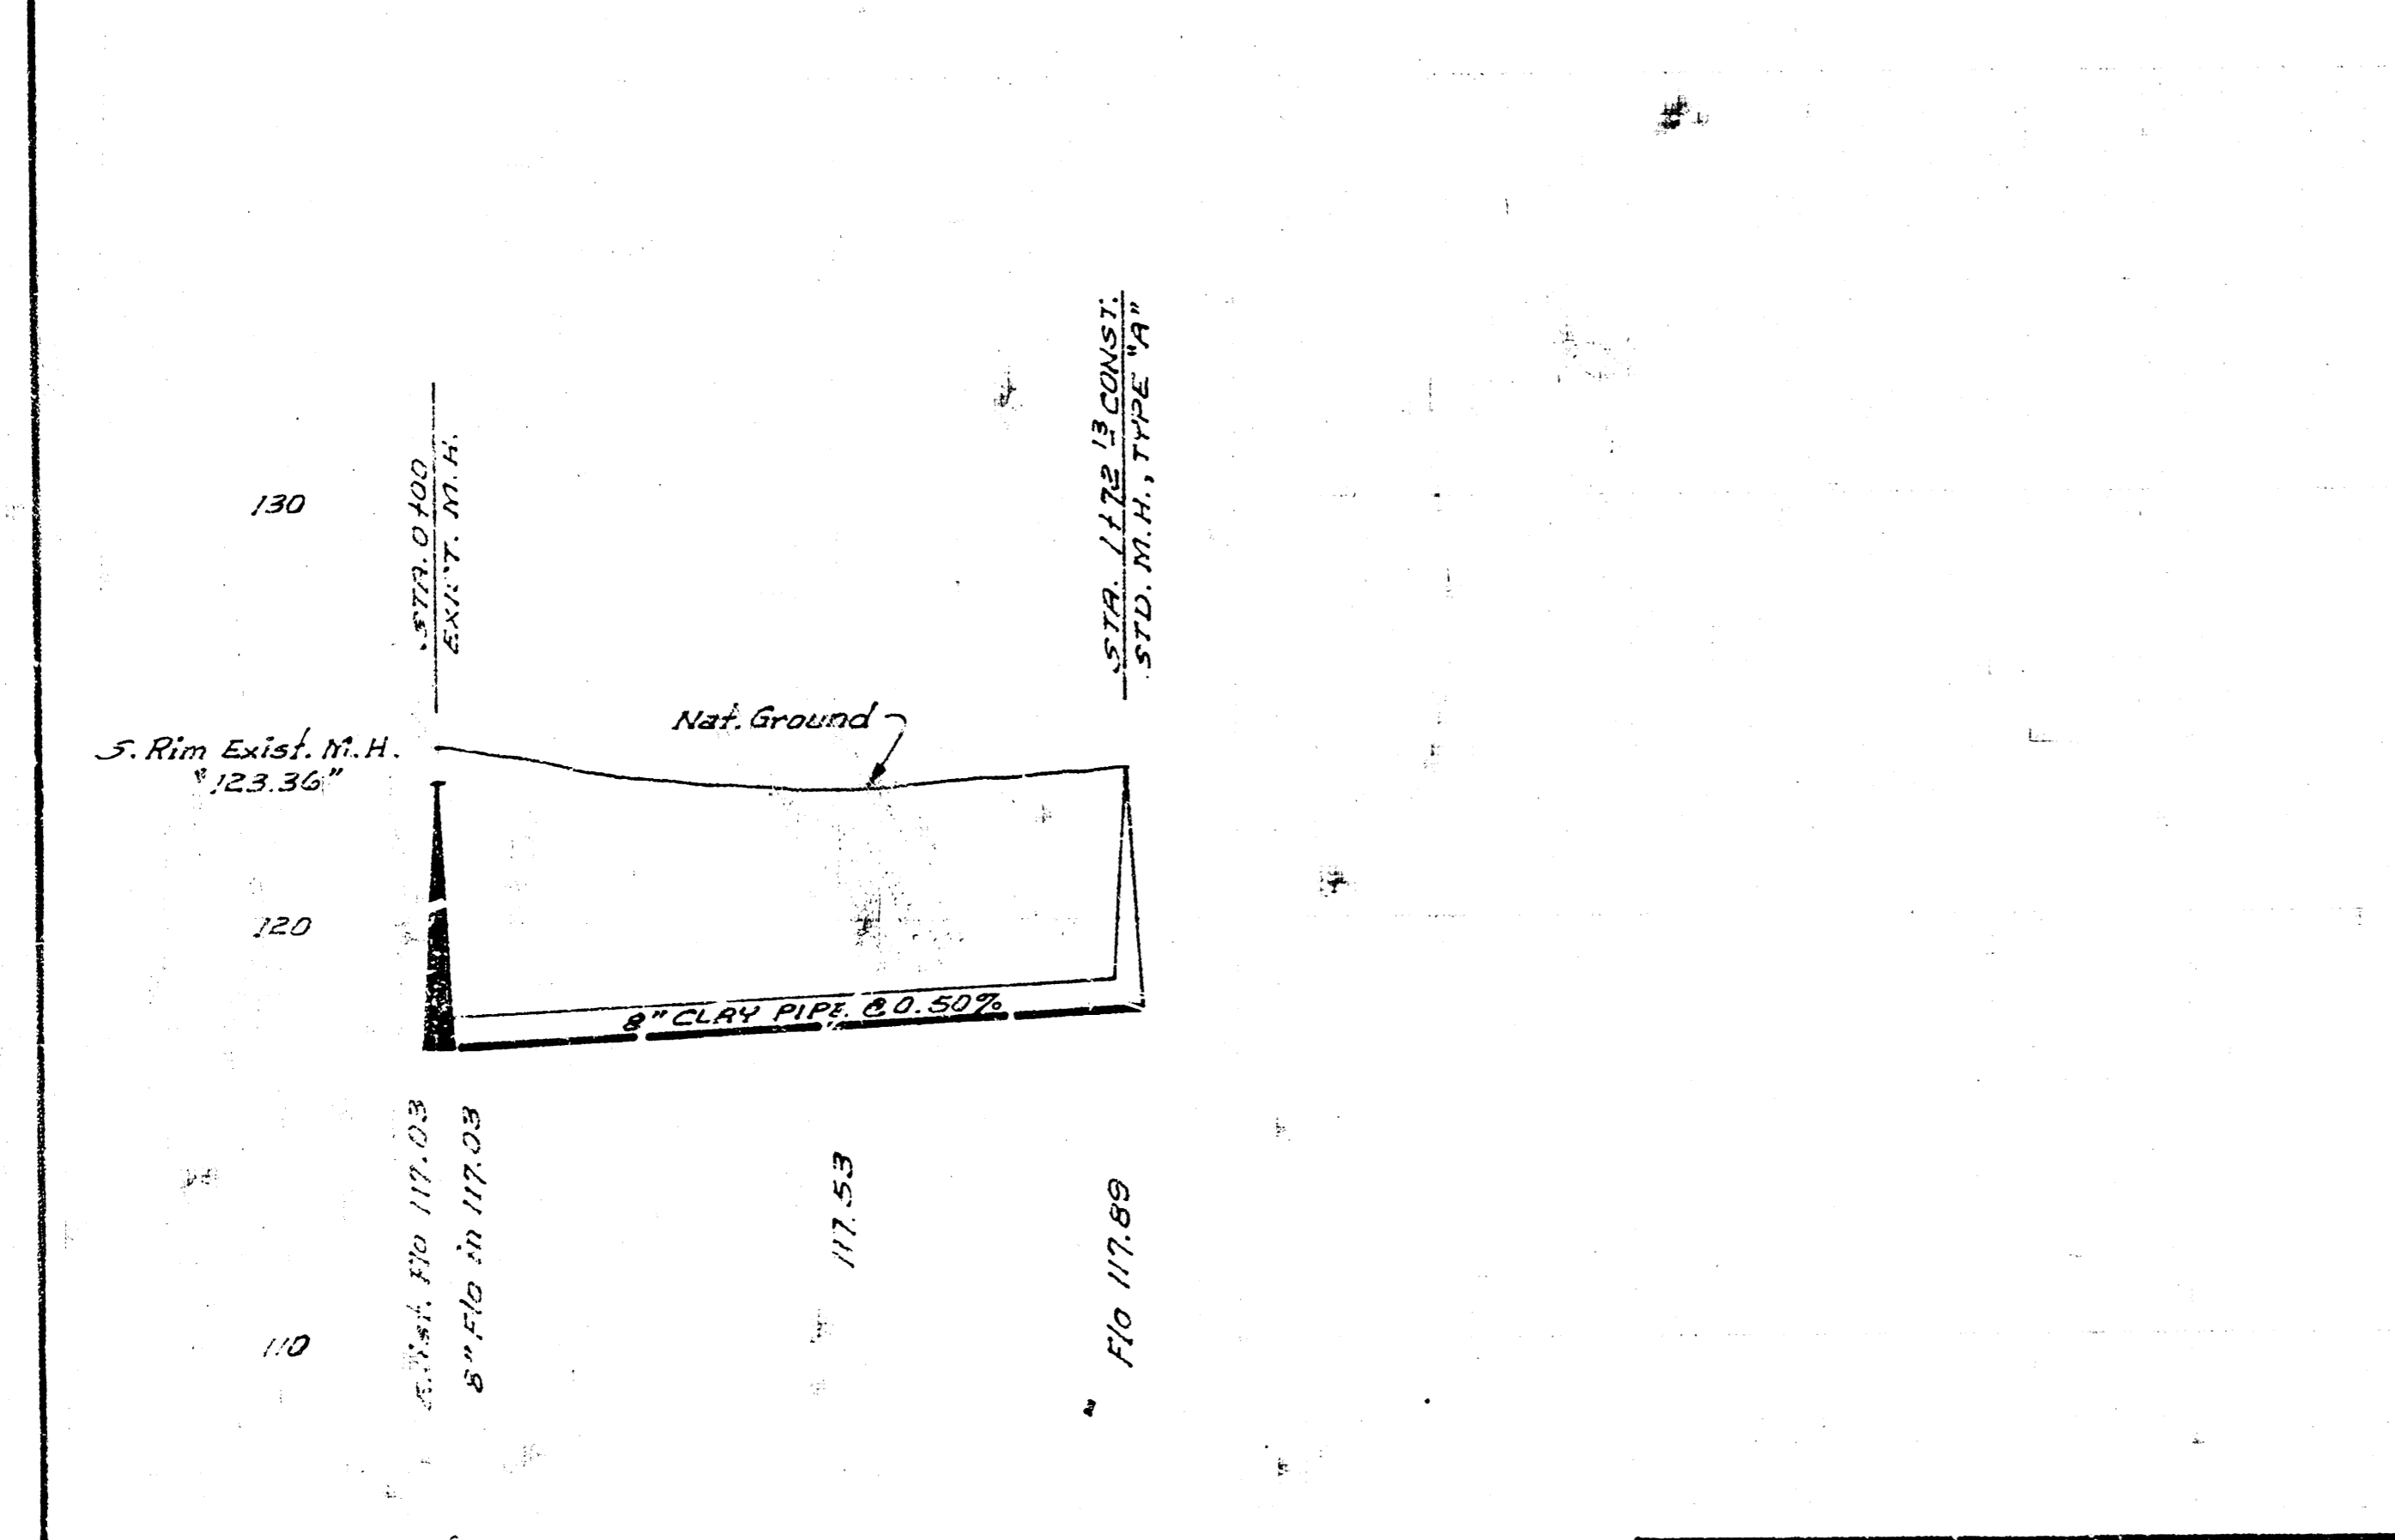 STA. 0+00
EXIST. M.H.
STA. 1+72 13 CONST.
STD. M.H., TYPE "A"
130
Nat. Ground
S. Rim Exist. M.H.
"123.36"
120
8" CLAY PIPE @ 0.50%
Exist. Flo 117.03
8" Flo in 117.03
117.53
Flo 117.89
110